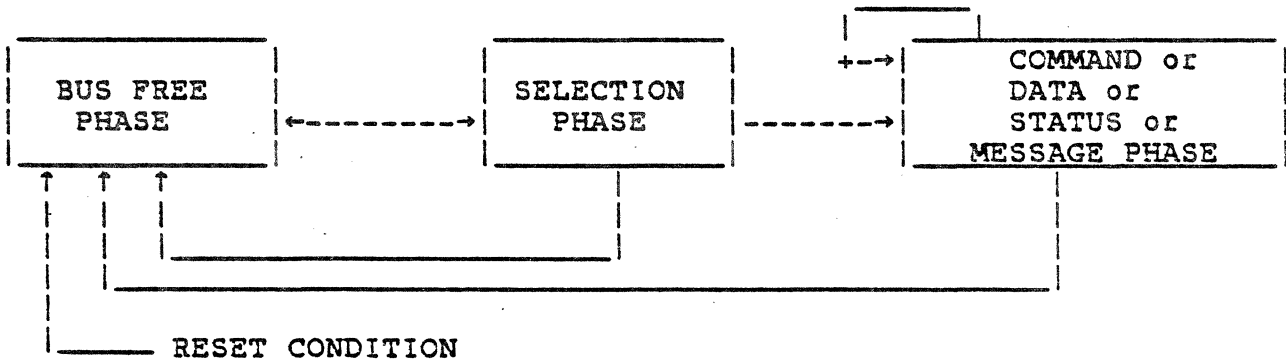 BUS FREE
PHASE
SELECTION
PHASE
COMMAND or
DATA or
STATUS or
MESSAGE PHASE
RESET CONDITION